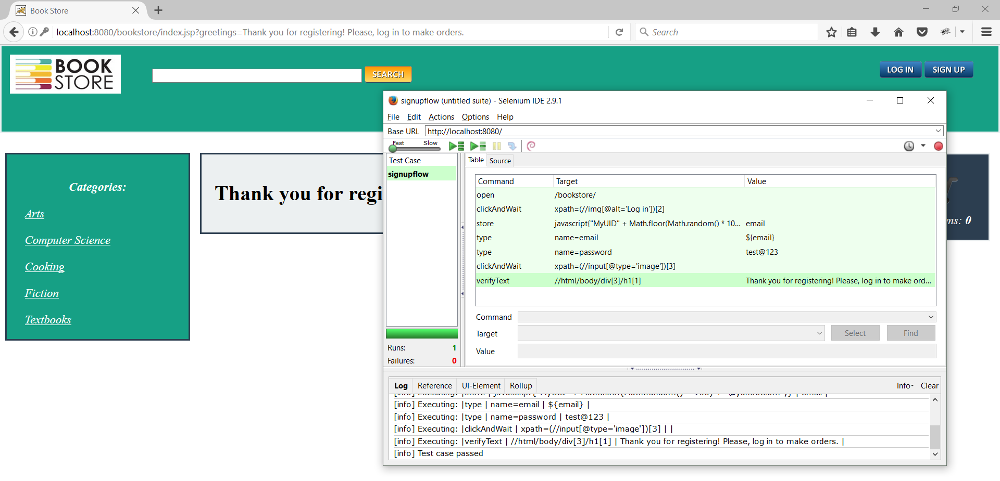 Book Store
localhost:8080/bookstore/index.jsp?greetings=Thank you for registering! Please, log in to make orders.
Search
BOOK
STORE
SEARCH
LOG IN
SIGN UP
Categories:
Arts
Computer Science
Cooking
Fiction
Textbooks
Thank you for regi
ms: 0
signupflow (untitled suite) - Selenium IDE 2.9.1
File Edit Actions Options Help
Base URL http://localhost:8080/
Fast Slow
Test Case
signupflow
Runs: 1
Failures: 0
Table Source
Command Target Value
open /bookstore/
clickAndWait xpath=(//img[@alt='Log in'])[2]
store javascript{"MyUID" + Math.floor(Math.random() * 10... email
type name=email ${email}
type name=password test@123
clickAndWait xpath=(//input[@type='image'])[3]
verifyText //html/body/div[3]/h1[1] Thank you for registering! Please, log in to make ord...
Command
Target Select Find
Value
Log Reference UI-Element Rollup Info Clear
[info] Executing: |type | name=email | ${email} |
[info] Executing: |type | name=password | test@123 |
[info] Executing: |clickAndWait | xpath=(//input[@type='image'])[3] | |
[info] Executing: |verifyText | //html/body/div[3]/h1[1] | Thank you for registering! Please, log in to make orders. |
[info] Test case passed